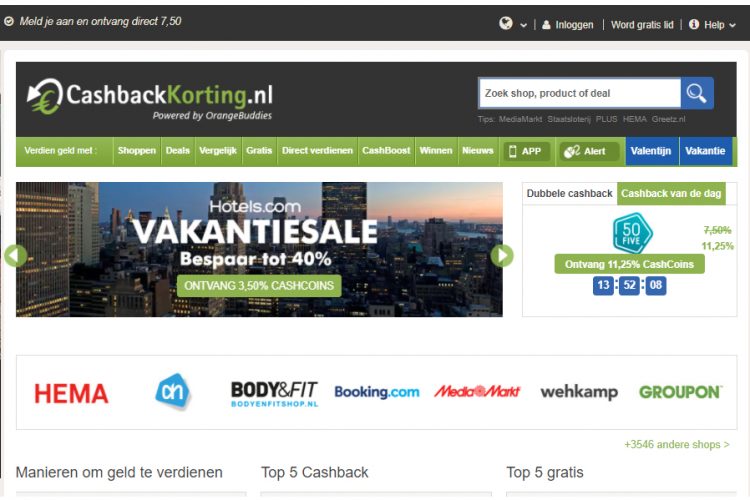 Meld je aan en ontvang direct 7,50
Inloggen
Word gratis lid
Help
CashbackKorting.nl
Powered by OrangeBuddies
Zoek shop, product of deal
Tips: MediaMarkt Staatsloterij PLUS HEMA Greetz.nl
Verdien geld met :
Shoppen
Deals
Vergelijk
Gratis
Direct verdienen
CashBoost
Winnen
Nieuws
APP
Alert
Valentijn
Vakantie
Hotels.com
VAKANTIESALE
Bespaar tot 40%
ONTVANG 3,50% CASHCOINS
Dubbele cashback
Cashback van de dag
50
FIVE
7,50%
11,25%
Ontvang 11,25% CashCoins
13 : 52 : 08
HEMA
ah
BODY&FIT
BODYENFITSHOP.NL
Booking.com
MediaMarkt
wehkamp
GROUPON
+3546 andere shops >
Manieren om geld te verdienen
Top 5 Cashback
Top 5 gratis